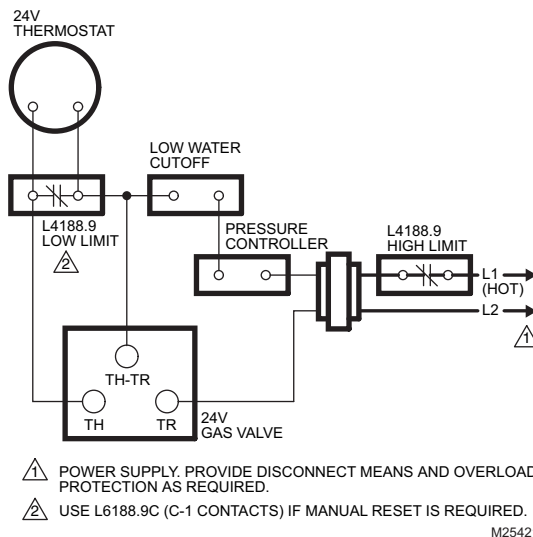 24V
THERMOSTAT
LOW WATER
CUTOFF
L4188.9
LOW LIMIT
2
PRESSURE
CONTROLLER
L4188.9
HIGH LIMIT
L1
(HOT)
L2
1
TH-TR
TH
TR
24V
GAS VALVE
1 POWER SUPPLY. PROVIDE DISCONNECT MEANS AND OVERLOAD
PROTECTION AS REQUIRED.
2 USE L6188.9C (C-1 CONTACTS) IF MANUAL RESET IS REQUIRED.
M2542